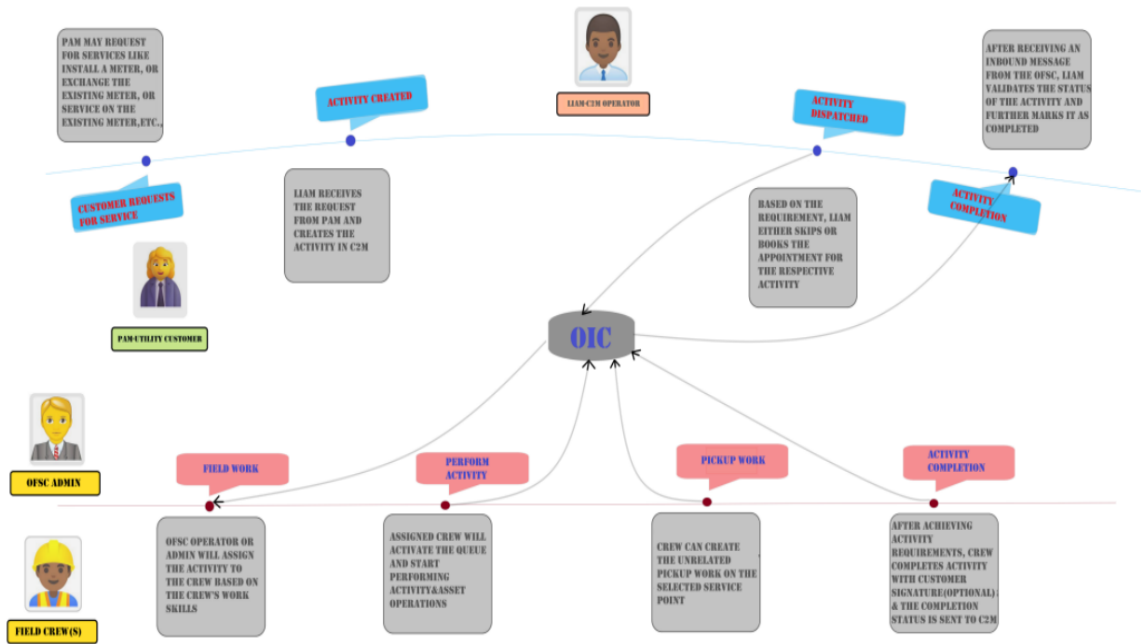 PAM MAY REQUEST
FOR SERVICES LIKE
INSTALL A METER, OR
EXCHANGE THE
EXISTING METER, OR
SERVICE ON THE
EXISTING METER,ETC.,
CUSTOMER REQUESTS
FOR SERVICE
PAM-UTILITY CUSTOMER
ACTIVITY CREATED
LIAM RECEIVES
THE REQUEST
FROM PAM AND
CREATES THE
ACTIVITY IN C2M
LIAM-C2M OPERATOR
ACTIVITY
DISPATCHED
BASED ON THE
REQUIREMENT, LIAM
EITHER SKIPS OR
BOOKS THE
APPOINTMENT FOR
THE RESPECTIVE
ACTIVITY
AFTER RECEIVING AN
INBOUND MESSAGE
FROM THE OFSC, LIAM
VALIDATES THE STATUS
OF THE ACTIVITY AND
FURTHER MARKS IT AS
COMPLETED
ACTIVITY
COMPLETION
OIC
OFSC ADMIN
FIELD CREW(S)
FIELD WORK
OFSC OPERATOR OR
ADMIN WILL ASSIGN
THE ACTIVITY TO
THE CREW BASED ON
THE CREW'S WORK
SKILLS
PERFORM
ACTIVITY
ASSIGNED CREW WILL
ACTIVATE THE QUEUE
AND START
PERFORMING
ACTIVITY&ASSET
OPERATIONS
PICKUP WORK
CREW CAN CREATE
THE UNRELATED
PICKUP WORK ON THE
SELECTED SERVICE
POINT
ACTIVITY
COMPLETION
AFTER ACHIEVING
ACTIVITY
REQUIREMENTS, CREW
COMPLETES ACTIVITY
WITH CUSTOMER
SIGNATURE(OPTIONAL)
& THE COMPLETION
STATUS IS SENT TO C2M